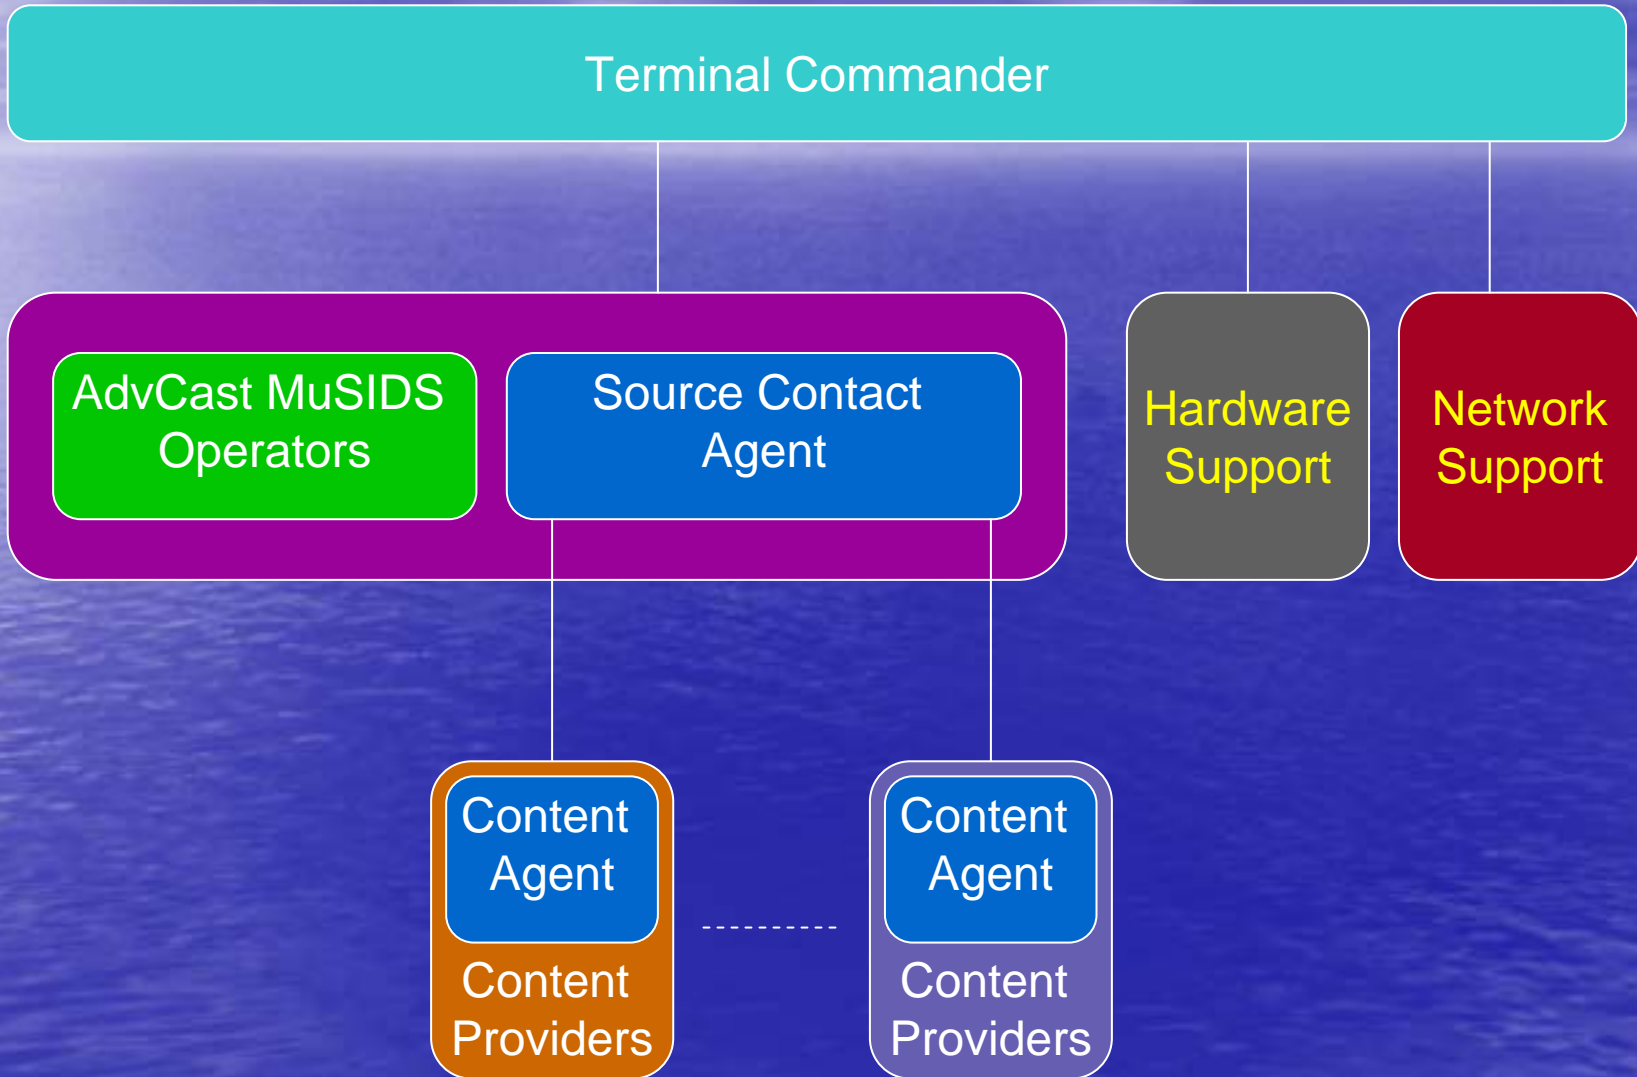 Terminal Commander
AdvCast MuSIDS
Operators
Source Contact
Agent
Hardware
Support
Network
Support
Content
Agent
Content
Providers
Content
Agent
Content
Providers